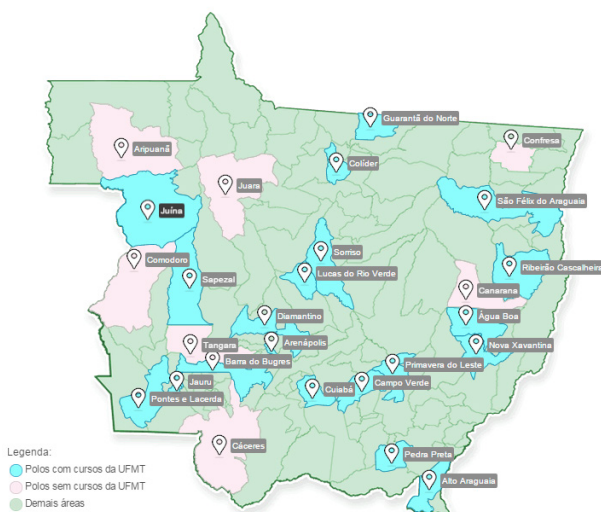 Guarantã do Norte
Confresa
Aripuanã
Colíder
Juara
São Félix do Araguaia
Juína
Sorriso
Comodoro
Ribeirão Cascalheira
Lucas do Rio Verde
Sapezal
Canarana
Diamantino
Água Boa
Tangara
Arenápolis
Nova Xavantina
Barra do Bugres
Primavera do Leste
Jauru
Campo Verde
Cuiabá
Pontes e Lacerda
Cáceres
Pedra Preta
Alto Araguaia
Legenda:
Polos com cursos da UFMT
Polos sem cursos da UFMT
Demais áreas